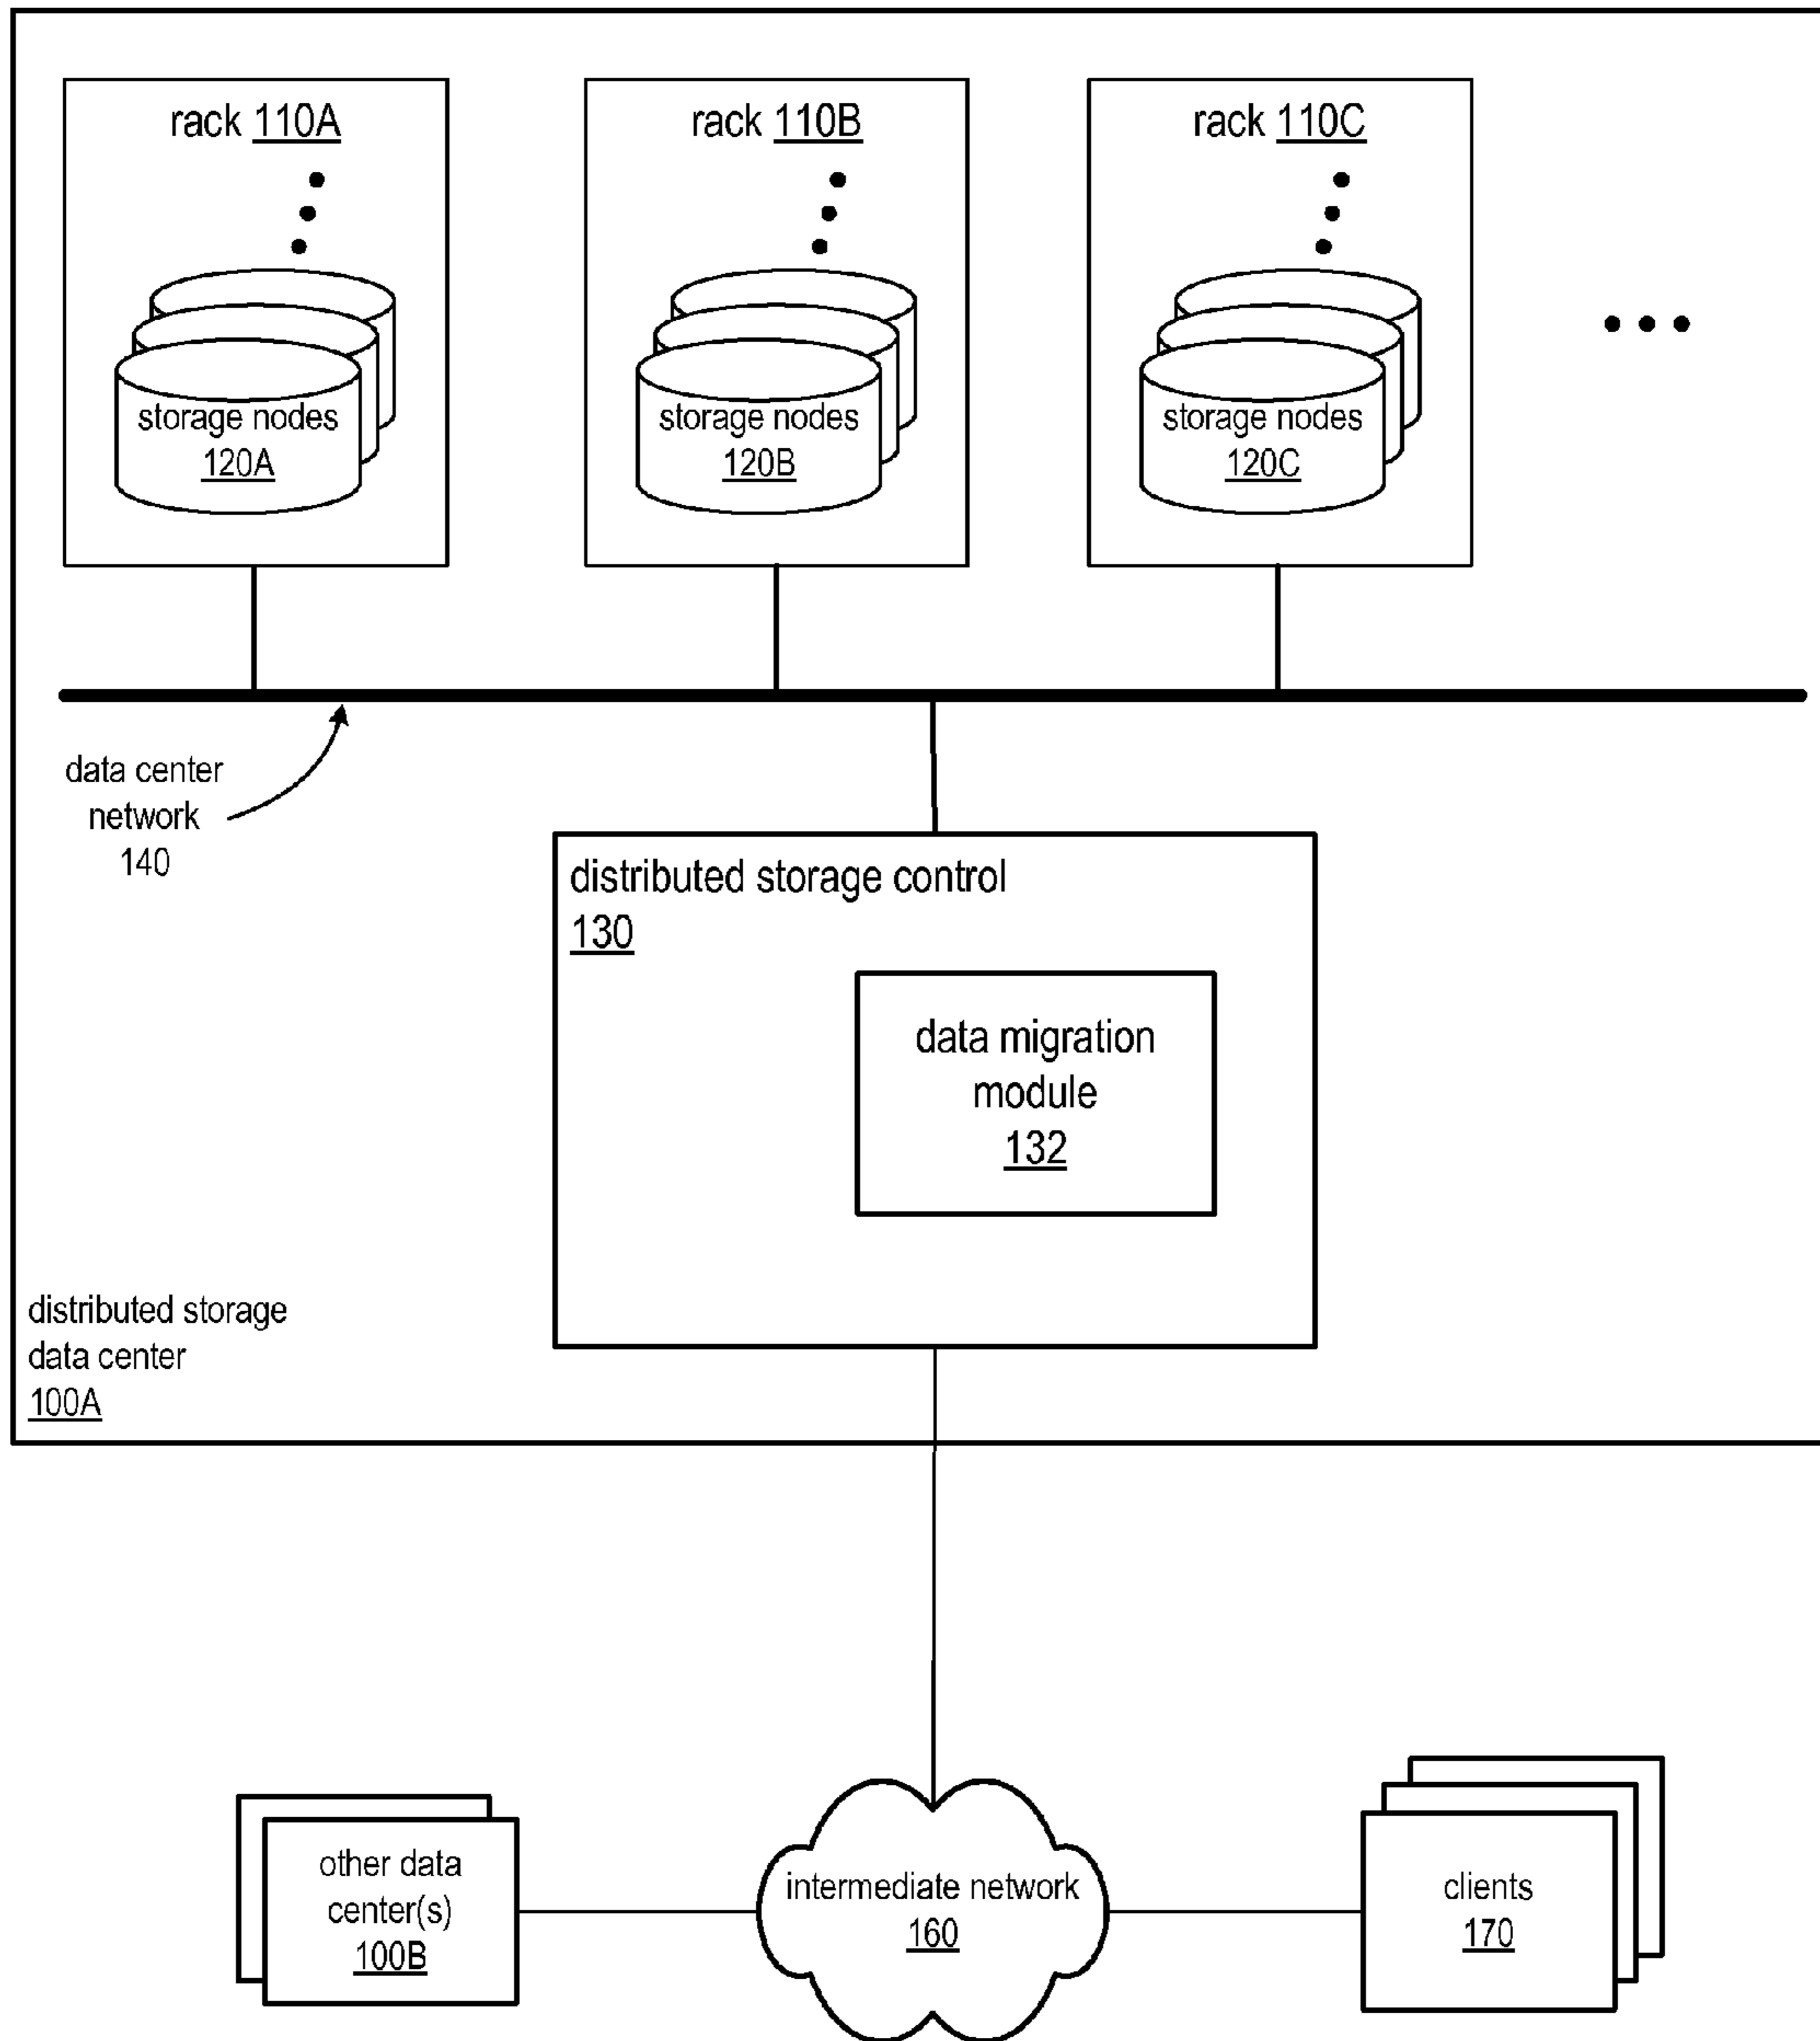 rack 110A
rack 110B
rack 110C
storage nodes
120A
storage nodes
120B
storage nodes
120C
data center
network
140
distributed storage control
130
data migration
module
132
distributed storage
data center
100A
other data
center(s)
100B
intermediate network
160
clients
170